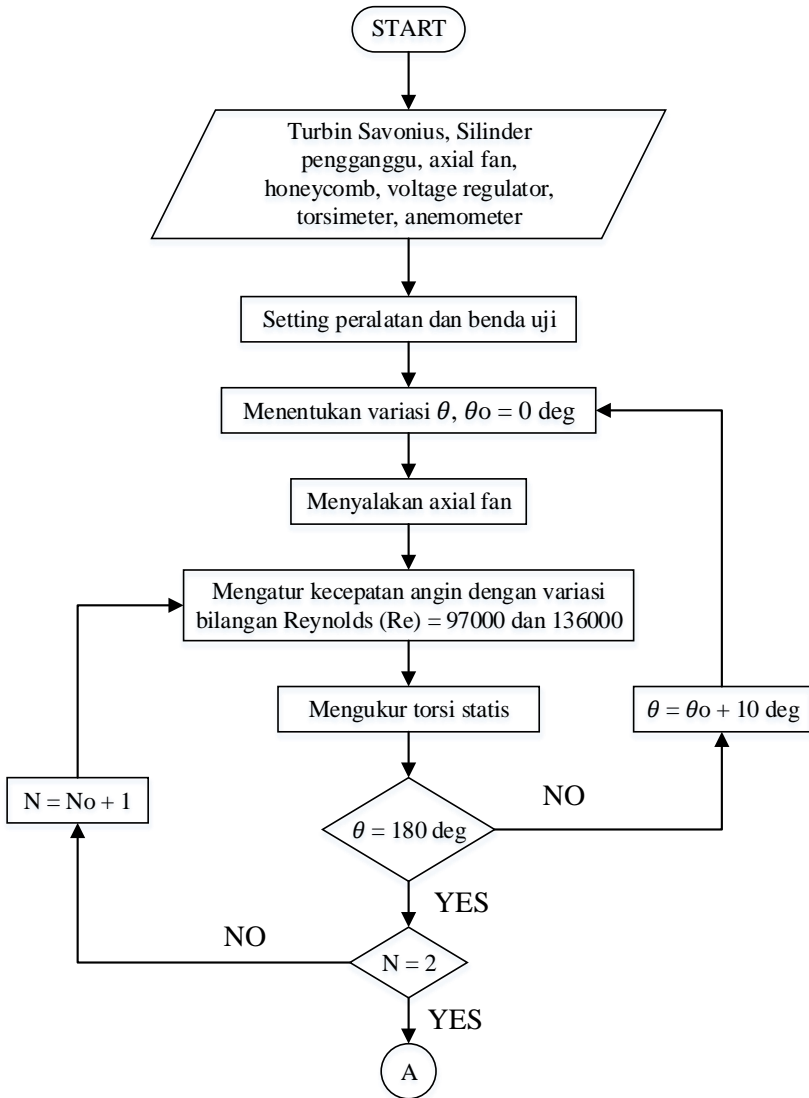 START
Turbin Savonius, Silinder
pengganggu, axial fan,
honeycomb, voltage regulator,
torsimeter, anemometer
Setting peralatan dan benda uji
Menentukan variasi θ, θo = 0 deg
Menyalakan axial fan
Mengatur kecepatan angin dengan variasi
bilangan Reynolds (Re) = 97000 dan 136000
Mengukur torsi statis
θ = θo + 10 deg
N = No + 1
NO
θ = 180 deg
YES
NO
N = 2
YES
A